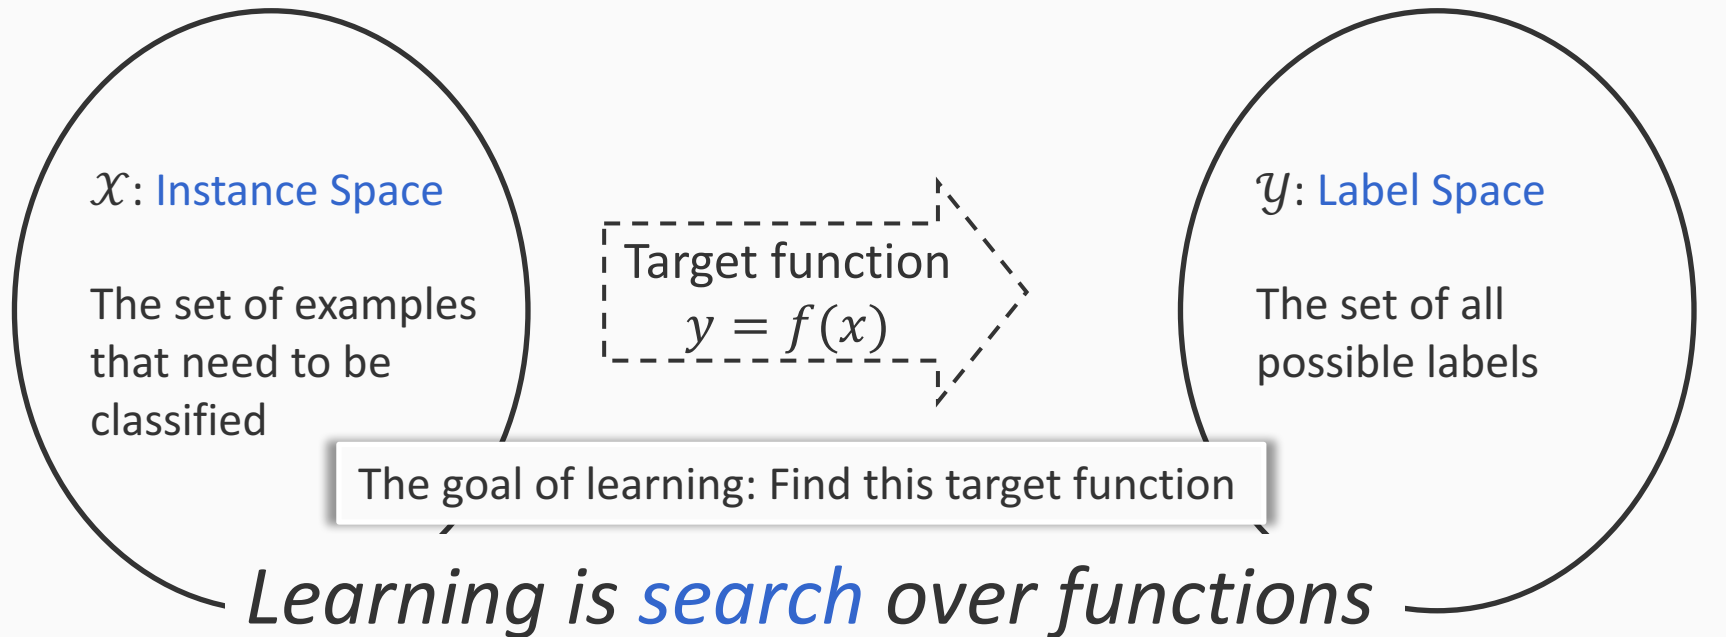 𝒳: Instance Space
The set of examples
that need to be
classified
Target function
y = f(x)
𝒴: Label Space
The set of all
possible labels
The goal of learning: Find this target function
Learning is search over functions